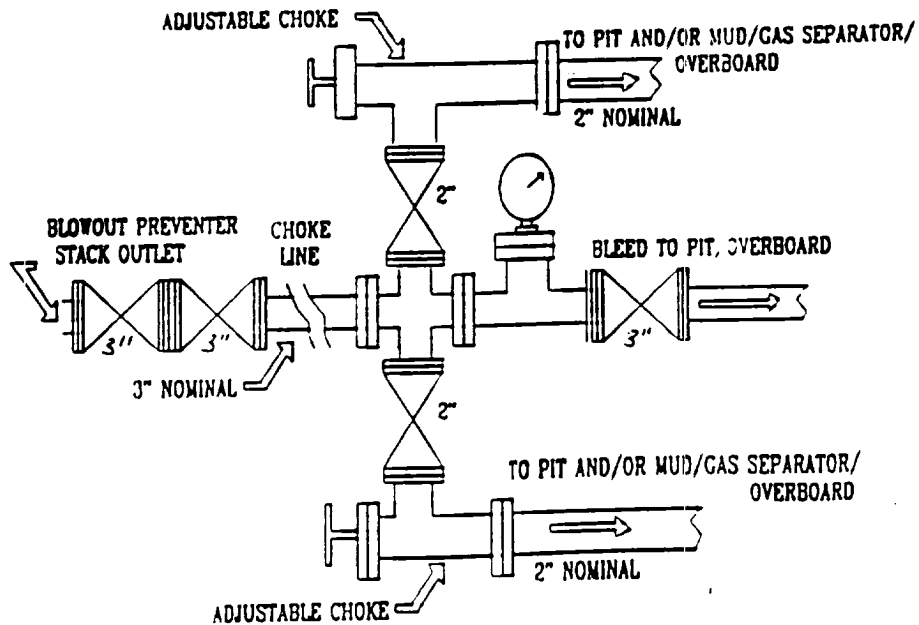 ADJUSTABLE CHOKE
TO PIT AND/OR MUD/GAS SEPARATOR/
OVERBOARD
2" NOMINAL
2"
BLOWOUT PREVENTER
STACK OUTLET
CHOKE
LINE
BLEED TO PIT, OVERBOARD
3"
3"
3"
3" NOMINAL
2"
TO PIT AND/OR MUD/GAS SEPARATOR/
OVERBOARD
2" NOMINAL
ADJUSTABLE CHOKE